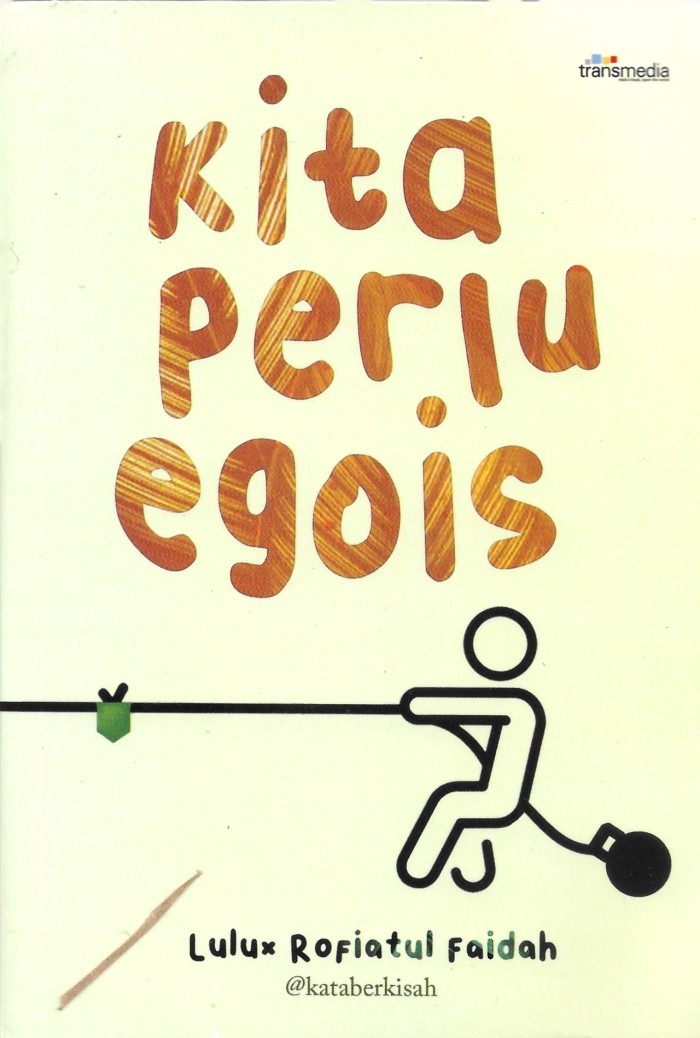 transmedia
kita
perlu
egois
Lulux Rofiatul Faidah
@kataberkisah